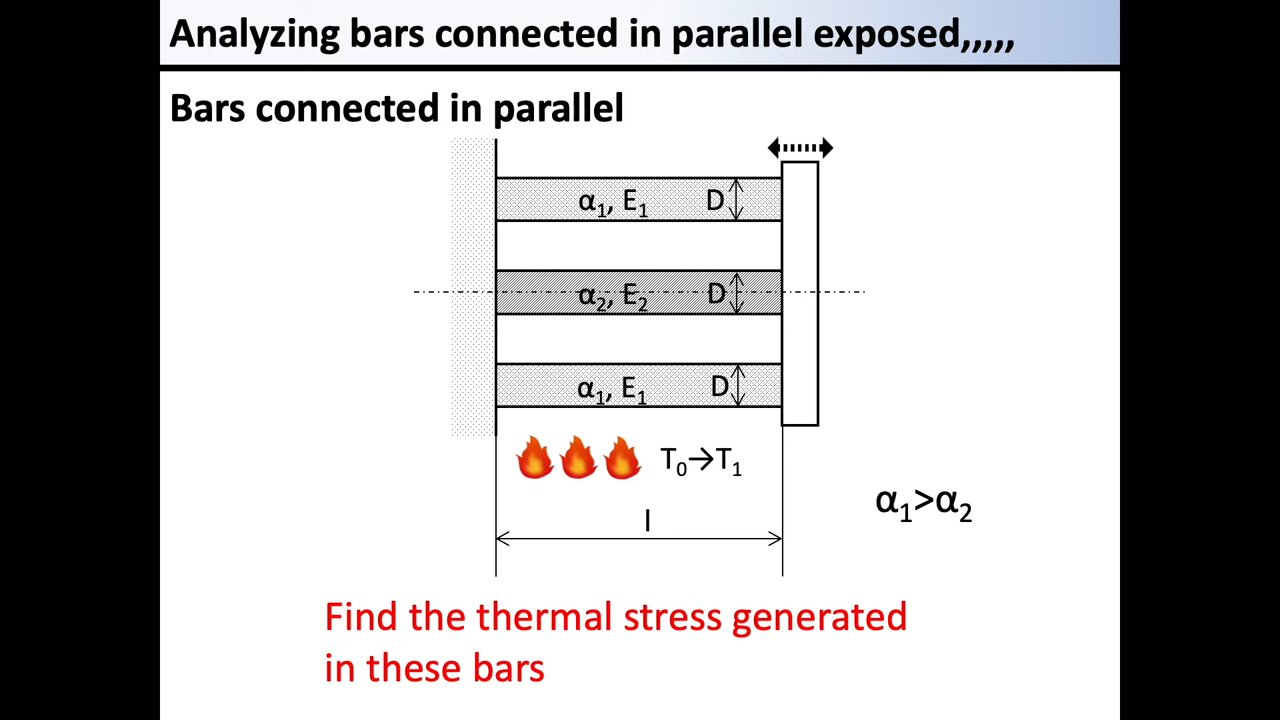 Analyzing bars connected in parallel exposed,,,,,
Bars connected in parallel
α₁, E₁ D
α₂, E₂ D
α₁, E₁ D
T₀→T₁
l
α₁>α₂
Find the thermal stress generated
in these bars